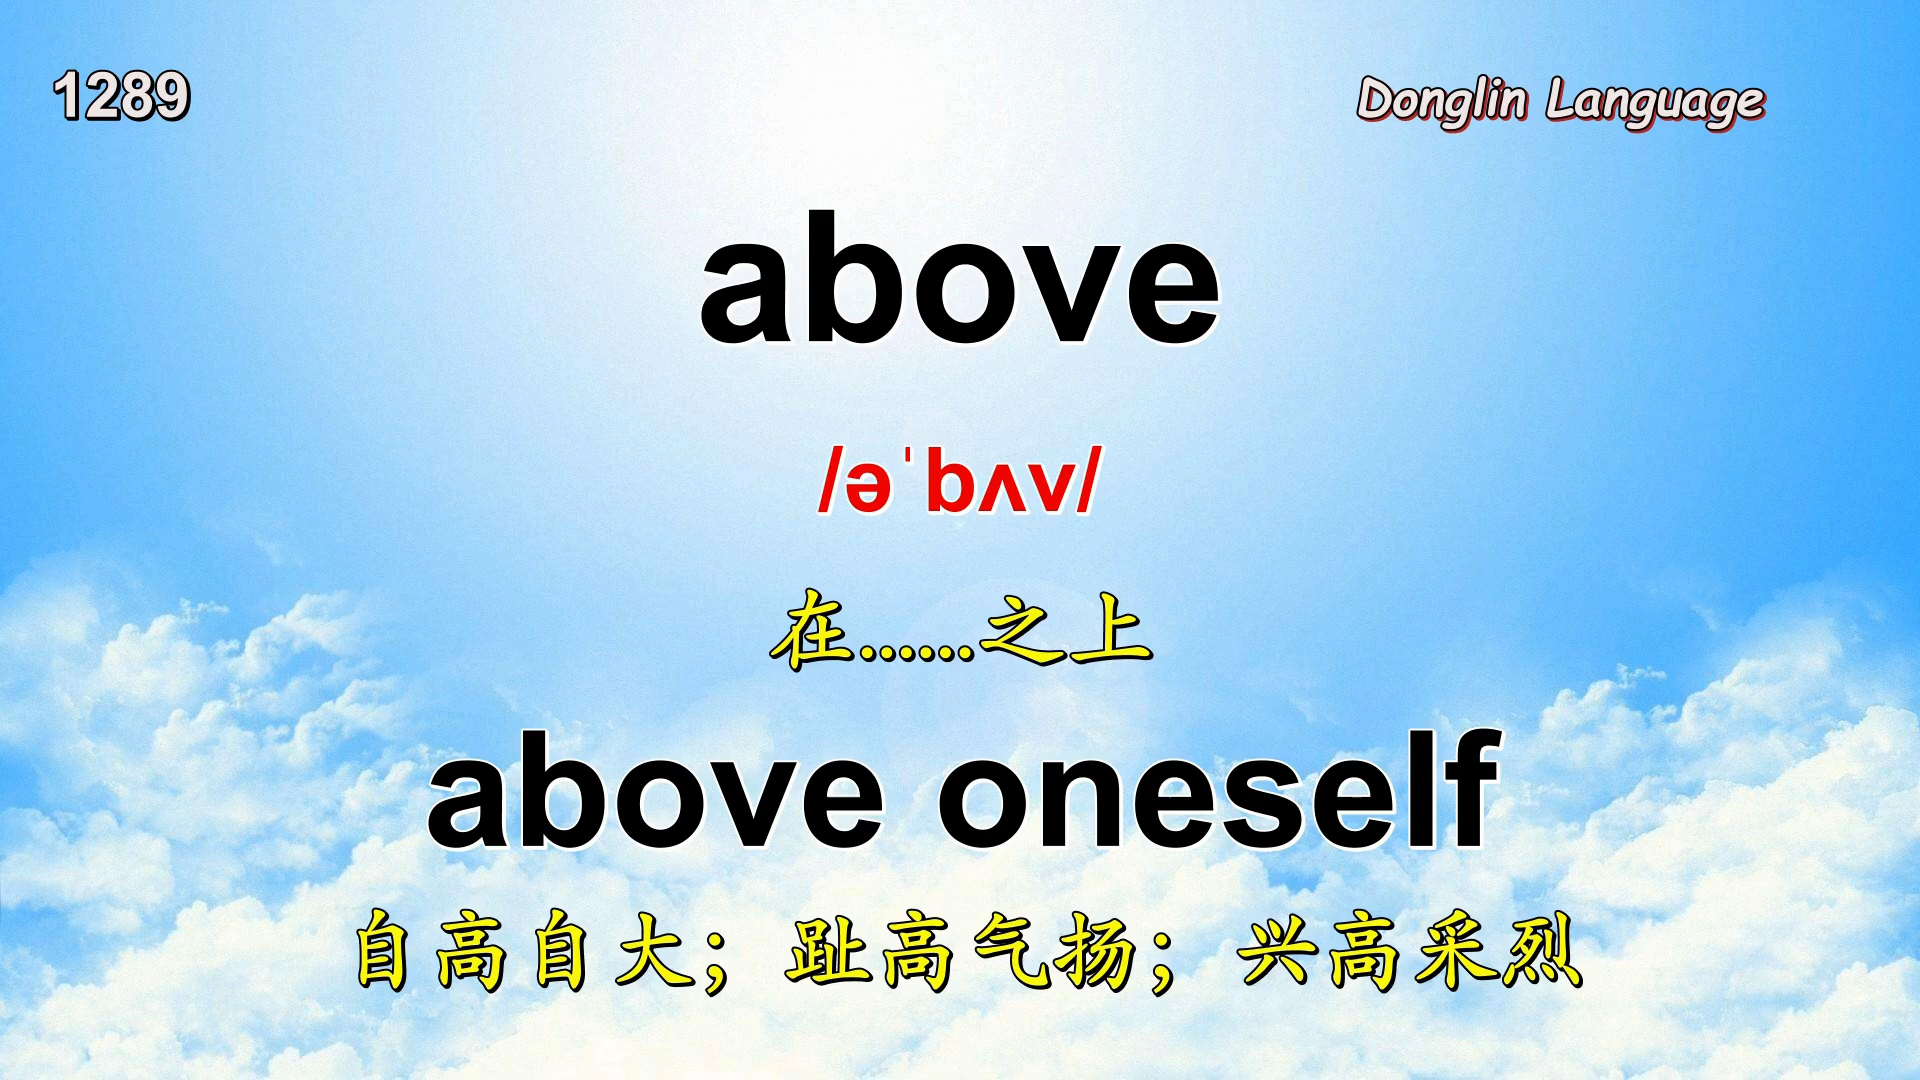 1289
Donglin Language
above
/əˈbʌv/
在......之上
above oneself
自高自大；趾高气扬；兴高采烈